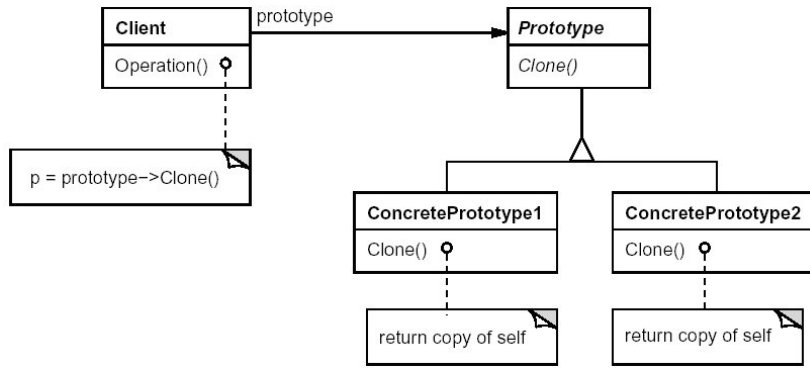 Client
prototype
Prototype
Operation()
Clone()
p = prototype−>Clone()
ConcretePrototype1
ConcretePrototype2
Clone()
Clone()
return copy of self
return copy of self